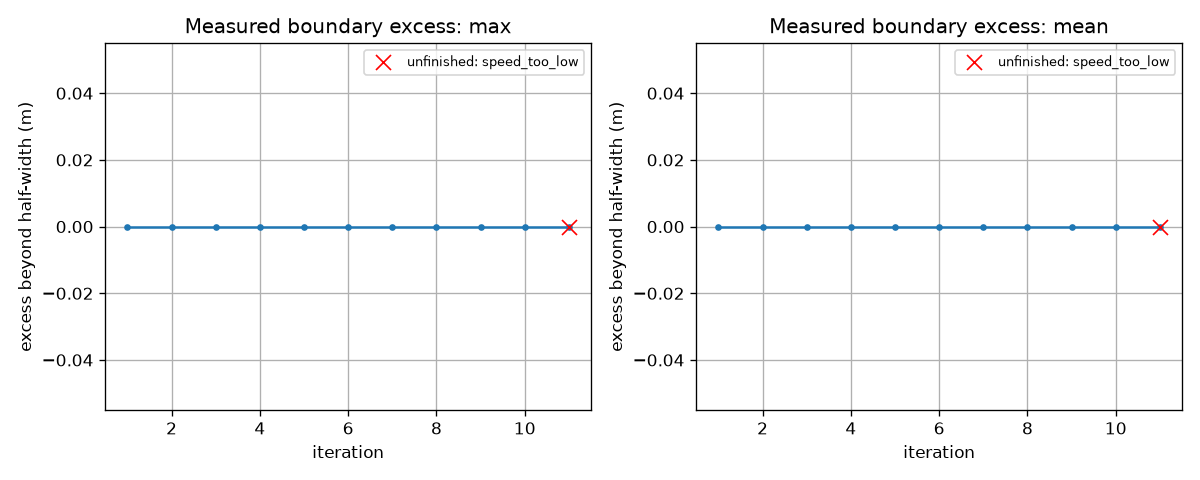 Measured boundary excess: max
unfinished: speed_too_low
excess beyond half-width (m)
0.04
0.02
0.00
−0.02
−0.04
2 4 6 8 10
iteration
Measured boundary excess: mean
unfinished: speed_too_low
excess beyond half-width (m)
0.04
0.02
0.00
−0.02
−0.04
2 4 6 8 10
iteration